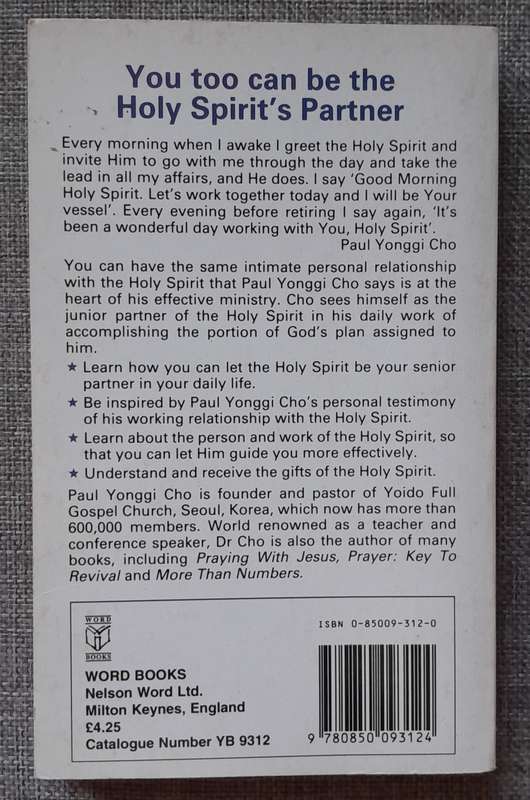 You too can be the
Holy Spirit's Partner
Every morning when I awake I greet the Holy Spirit and
invite Him to go with me through the day and take the
lead in all my affairs, and He does. I say ‘Good Morning
Holy Spirit. Let's work together today and I will be Your
vessel’. Every evening before retiring I say again, ‘It's
been a wonderful day working with You, Holy Spirit’.
Paul Yonggi Cho
You can have the same intimate personal relationship
with the Holy Spirit that Paul Yonggi Cho says is at the
heart of his effective ministry. Cho sees himself as the
junior partner of the Holy Spirit in his daily work of
accomplishing the portion of God's plan assigned to
him.
★ Learn how you can let the Holy Spirit be your senior
partner in your daily life.
★ Be inspired by Paul Yonggi Cho's personal testimony
of his working relationship with the Holy Spirit.
★ Learn about the person and work of the Holy Spirit, so
that you can let Him guide you more effectively.
★ Understand and receive the gifts of the Holy Spirit.
Paul Yonggi Cho is founder and pastor of Yoido Full
Gospel Church, Seoul, Korea, which now has more than
600,000 members. World renowned as a teacher and
conference speaker, Dr Cho is also the author of many
books, including Praying With Jesus, Prayer: Key To
Revival and More Than Numbers.
WORD
BOOKS
WORD BOOKS
Nelson Word Ltd.
Milton Keynes, England
£4.25
Catalogue Number YB 9312
ISBN 0-85009-312-0
9 780850 093124